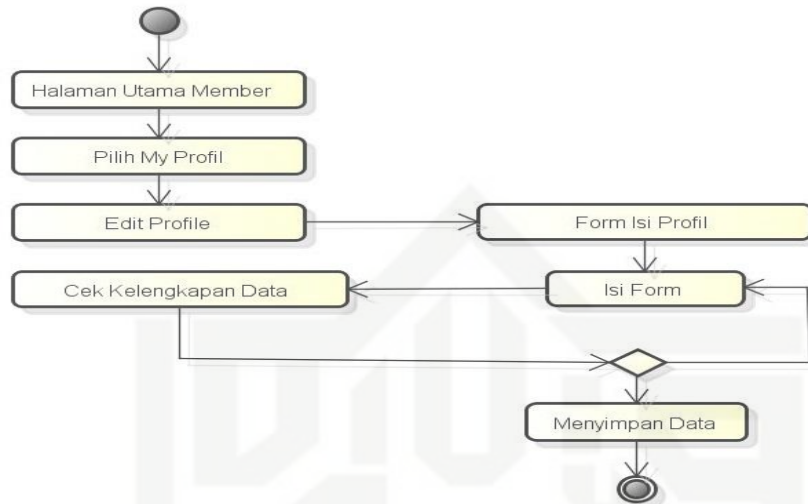 Halaman Utama Member
Pilih My Profil
Edit Profile
Form Isi Profil
Isi Form
Cek Kelengkapan Data
Menyimpan Data